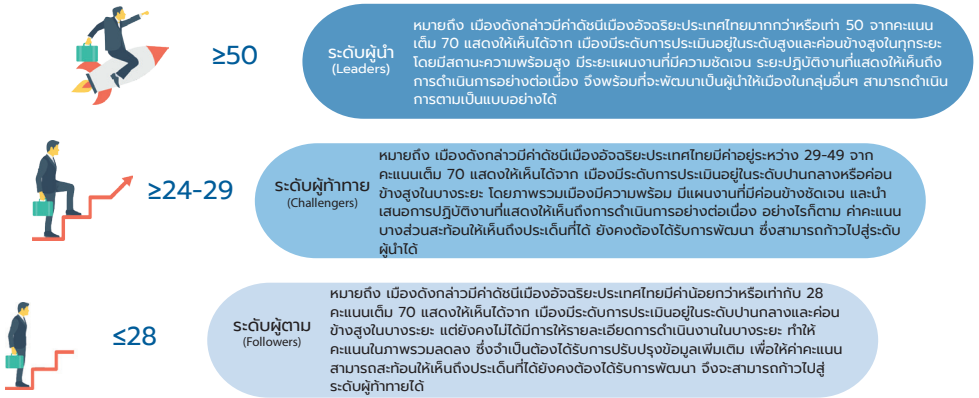 ≥50
ระดับผู้นำ
(Leaders)
หมายถึง เมืองดังกล่าวมีค่าดัชนีเมืองอัจฉริยะประเทศไทยมากกว่าหรือเท่า 50 จากคะแนน
เต็ม 70 แสดงให้เห็นได้จาก เมืองมีระดับการประเมินอยู่ในระดับสูงและค่อนข้างสูงในทุกระยะ
โดยมีสถานะความพร้อมสูง มีระยะแผนงานที่มีความชัดเจน ระยะปฏิบัติงานที่แสดงให้เห็นถึง
การดำเนินการอย่างต่อเนื่อง จึงพร้อมที่จะพัฒนาเป็นผู้นำให้เมืองในกลุ่มอื่นๆ สามารถดำเนิน
การตามเป็นแบบอย่างได้
≥24-29
ระดับผู้ท้าทาย
(Challengers)
หมายถึง เมืองดังกล่าวมีค่าดัชนีเมืองอัจฉริยะประเทศไทยมีค่าอยู่ระหว่าง 29-49 จาก
คะแนนเต็ม 70 แสดงให้เห็นได้จาก เมืองมีระดับการประเมินอยู่ในระดับปานกลางหรือค่อน
ข้างสูงในบางระยะ โดยภาพรวมเมืองมีความพร้อม มีแผนงานที่มีค่อนข้างชัดเจน และนำ
เสนอการปฏิบัติงานที่แสดงให้เห็นถึงการดำเนินการอย่างต่อเนื่อง อย่างไรก็ตาม ค่าคะแนน
บางส่วนสะท้อนให้เห็นถึงประเด็นที่ได้ ยังคงต้องได้รับการพัฒนา ซึ่งสามารถก้าวไปสู่ระดับ
ผู้นำได้
≤28
ระดับผู้ตาม
(Followers)
หมายถึง เมืองดังกล่าวมีค่าดัชนีเมืองอัจฉริยะประเทศไทยมีค่าน้อยกว่าหรือเท่ากับ 28
คะแนนเต็ม 70 แสดงให้เห็นได้จาก เมืองมีระดับการประเมินอยู่ในระดับปานกลางและค่อน
ข้างสูงในบางระยะ แต่ยังคงไม่ได้มีการให้รายละเอียดการดำเนินงานในบางระยะ ทำให้
คะแนนในภาพรวมลดลง ซึ่งจำเป็นต้องได้รับการปรับปรุงข้อมูลเพิ่มเติม เพื่อให้ค่าคะแนน
สามารถสะท้อนให้เห็นถึงประเด็นที่ได้ยังคงต้องได้รับการพัฒนา จึงจะสามารถก้าวไปสู่
ระดับผู้ท้าทายได้